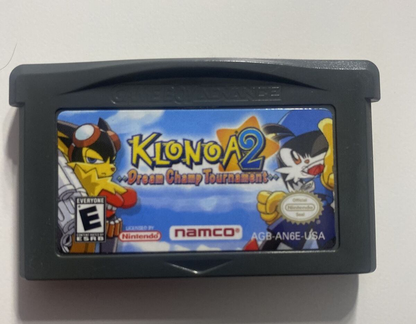 GAME BOY ADVANCE
KLONOA 2
Dream Champ Tournament
EVERYONE
E
ESRB
LICENSED BY
Nintendo
namco®
Official
Nintendo
Seal
AGB-AN6E-USA